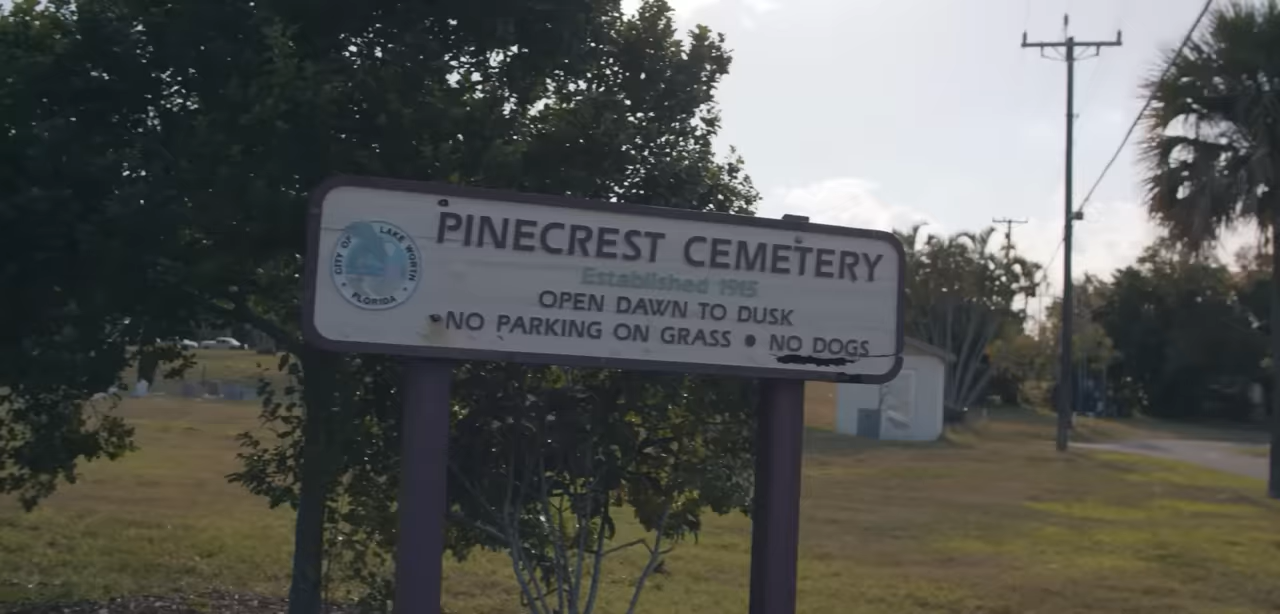 CITY OF LAKE WORTH
FLORIDA
PINECREST CEMETERY
Established 1915
OPEN DAWN TO DUSK
•NO PARKING ON GRASS • NO DOGS